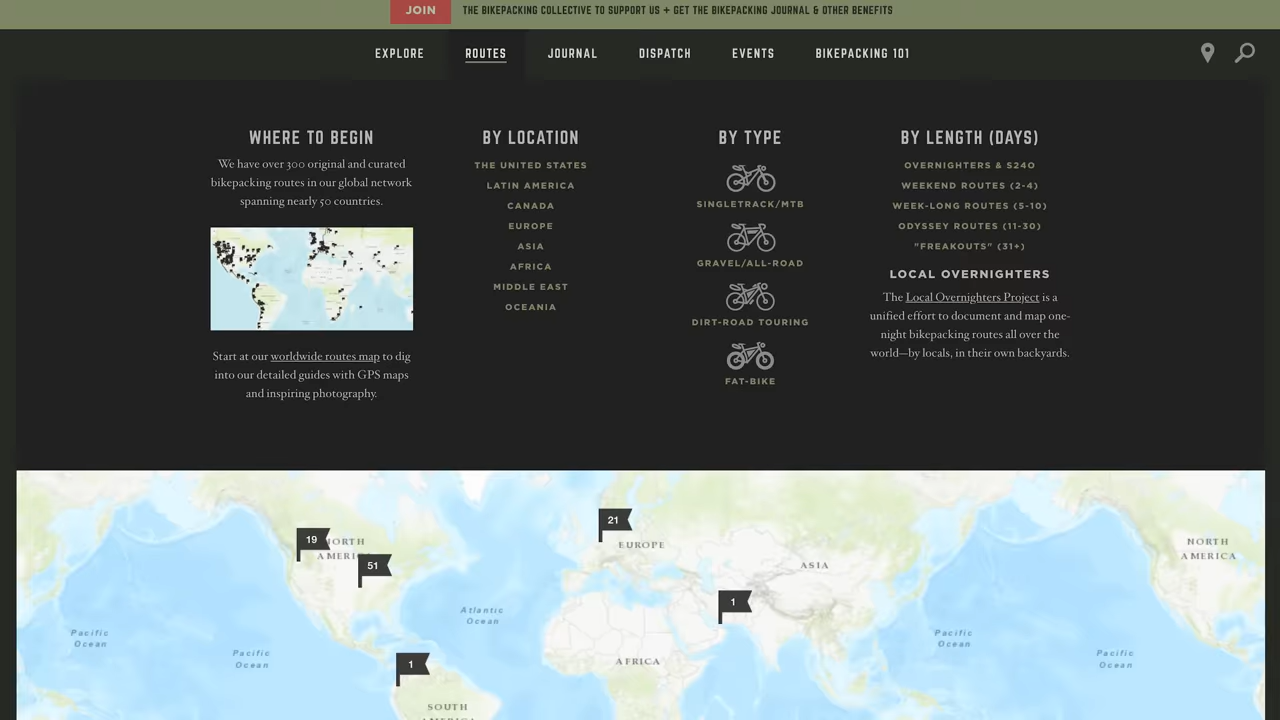 JOIN THE BIKEPACKING COLLECTIVE TO SUPPORT US + GET THE BIKEPACKING JOURNAL & OTHER BENEFITS
EXPLORE ROUTES JOURNAL DISPATCH EVENTS BIKEPACKING 101
WHERE TO BEGIN
We have over 300 original and curated
bikepacking routes in our global network
spanning nearly 50 countries.
Start at our worldwide routes map to dig
into our detailed guides with GPS maps
and inspiring photography.
BY LOCATION
THE UNITED STATES
LATIN AMERICA
CANADA
EUROPE
ASIA
AFRICA
MIDDLE EAST
OCEANIA
BY TYPE
SINGLETRACK/MTB
GRAVEL/ALL-ROAD
DIRT-ROAD TOURING
FAT-BIKE
BY LENGTH (DAYS)
OVERNIGHTERS & S24O
WEEKEND ROUTES (2-4)
WEEK-LONG ROUTES (5-10)
ODYSSEY ROUTES (11-30)
"FREAKOUTS" (31+)
LOCAL OVERNIGHTERS
The Local Overnighters Project is a
unified effort to document and map one-
night bikepacking routes all over the
world—by locals, in their own backyards.
21
19
NORTH
AMERICA
51
EUROPE
NORTH
AMERICA
ASIA
1
Atlantic
Ocean
Pacific
Ocean
Pacific
Ocean
Pacific
Ocean
Pacific
Ocean
1
AFRICA
SOUTH
AMERICA